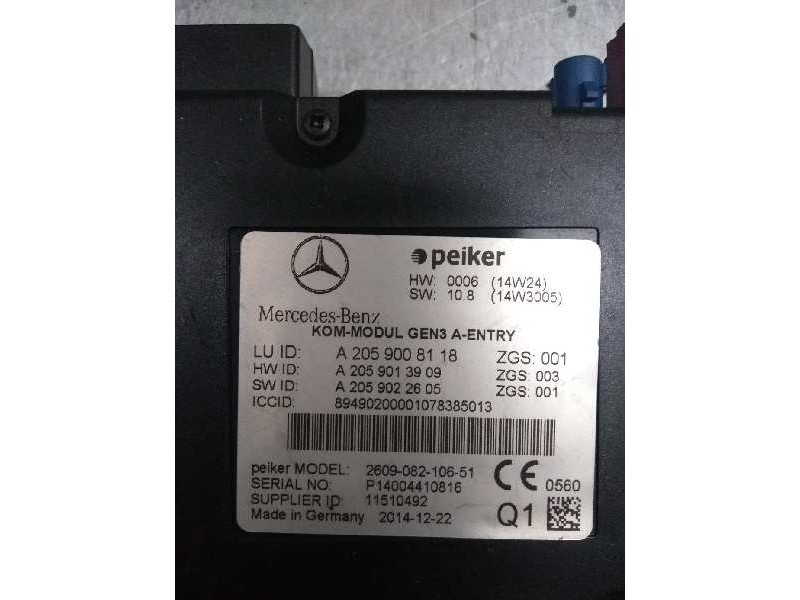 peiker
HW: 0006 (14W24)
SW: 10.8 (14W3005)
Mercedes-Benz
KOM-MODUL GEN3 A-ENTRY
LU ID: A 205 900 81 18 ZGS: 001
HW ID: A 205 901 39 09 ZGS: 003
SW ID: A 205 902 26 05 ZGS: 001
ICCID: 89490200001078385013
peiker MODEL: 2609-082-106-51
SERIAL NO: P14004410816
SUPPLIER ID: 11510492
Made in Germany 2014-12-22
CE 0560
Q1